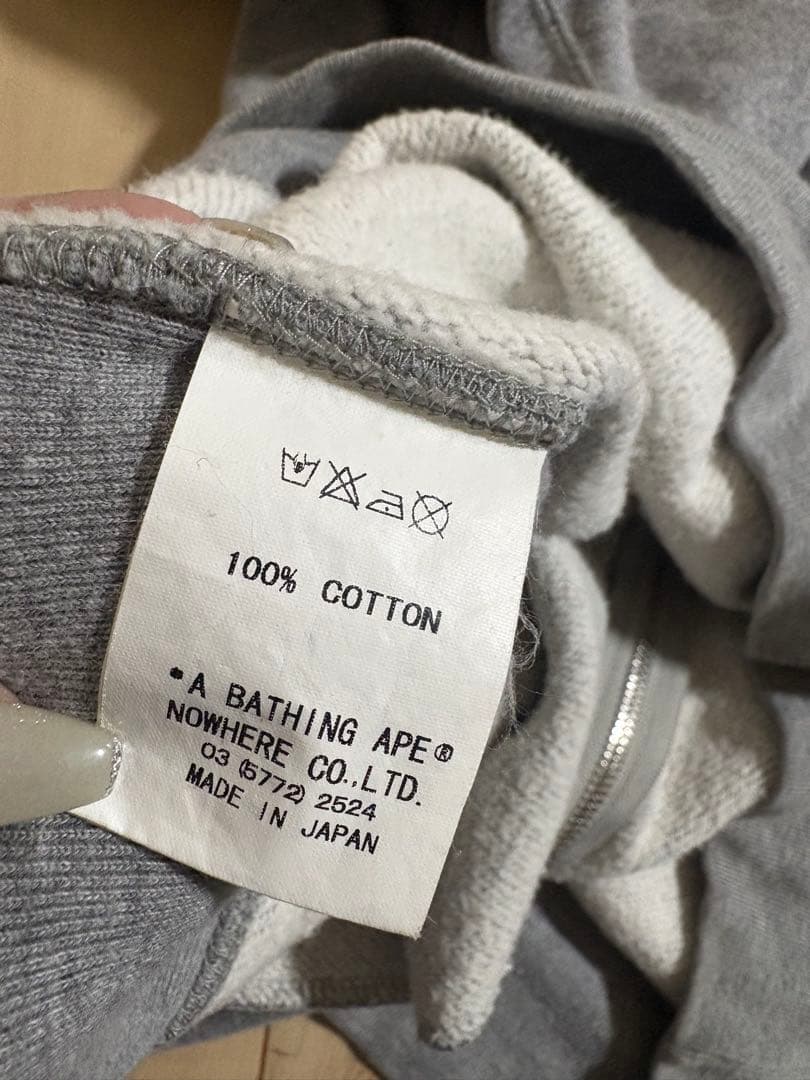 100% COTTON
*A BATHING APE®
NOWHERE CO.,LTD.
03 (5772) 2524
MADE IN JAPAN